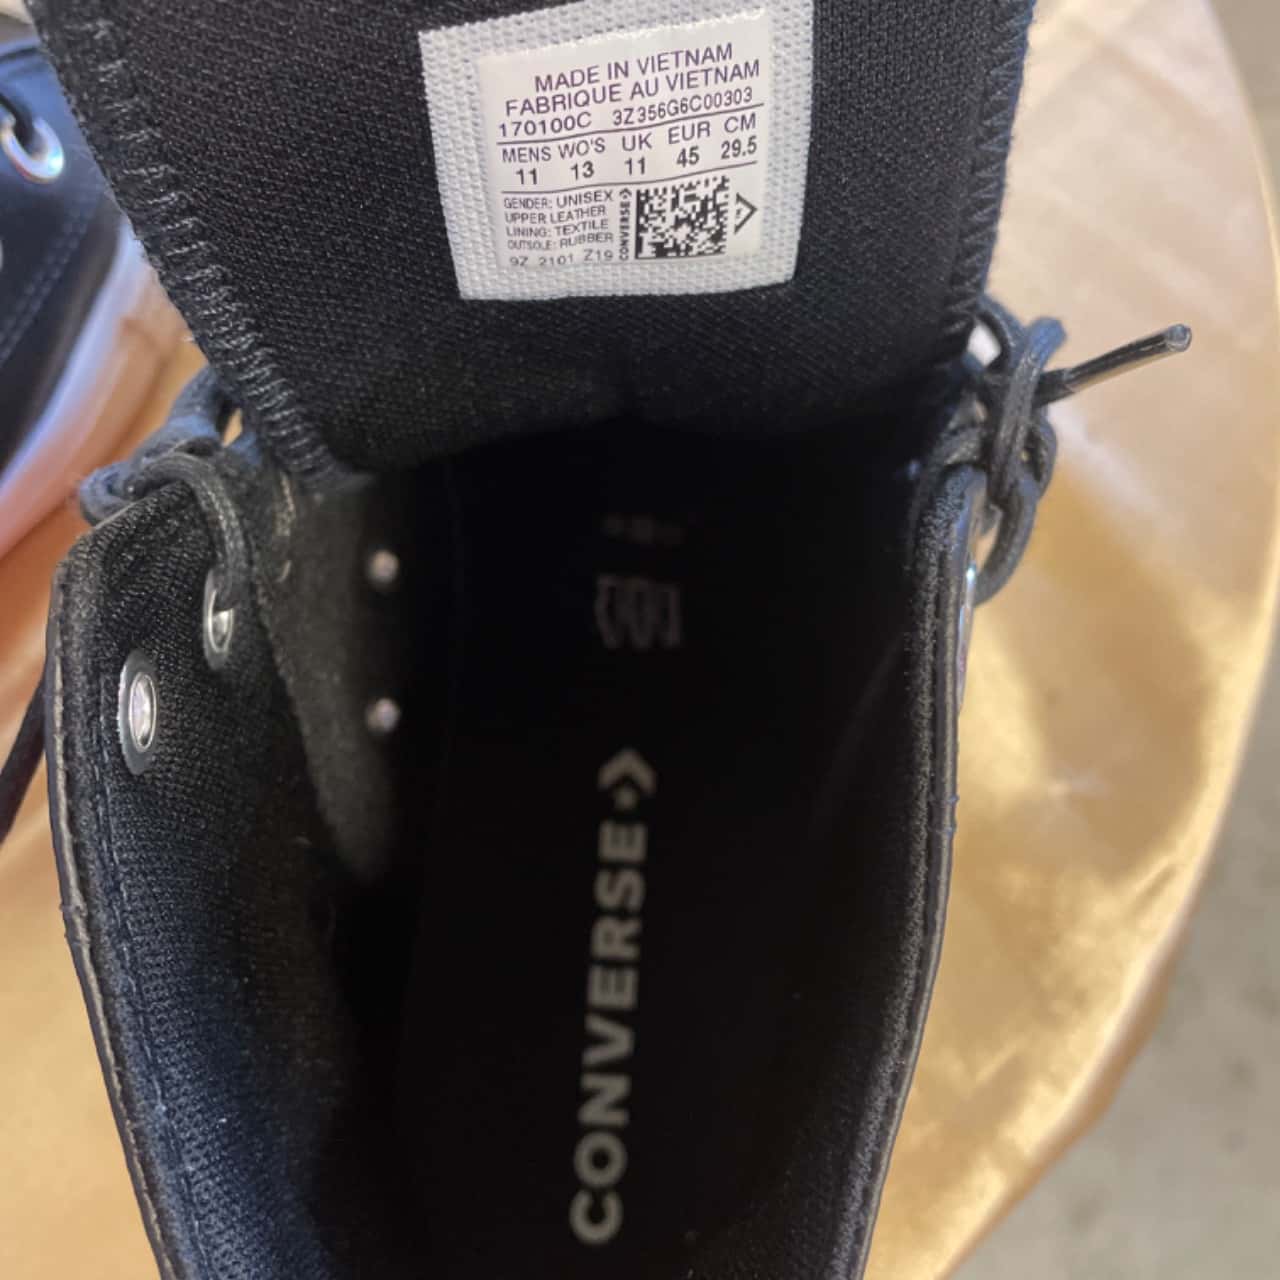 MADE IN VIETNAM
FABRIQUE AU VIETNAM
170100C 3Z356G6C00303
MENS WO'S UK EUR CM
11 13 11 45 29.5
GENDER: UNISEX
UPPER LEATHER
LINING: TEXTILE
OUTSOLE: RUBBER
9Z 2101 Z19
CONVERSE
CONVERSE